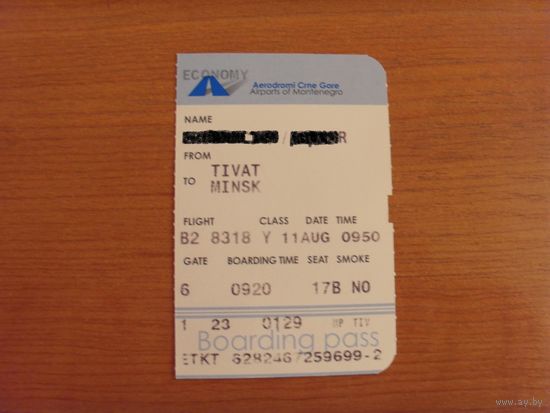 ECONOMY
Aerodromi Crne Gore
Airports of Montenegro
NAME
/ R
FROM
TIVAT
TO
MINSK
FLIGHT CLASS DATE TIME
B2 8318 Y 11AUG 0950
GATE BOARDING TIME SEAT SMOKE
6 0920 17B NO
1 23 0129 MP TIV
Boarding pass
ETKT 628246/259699-2
www.ay.by